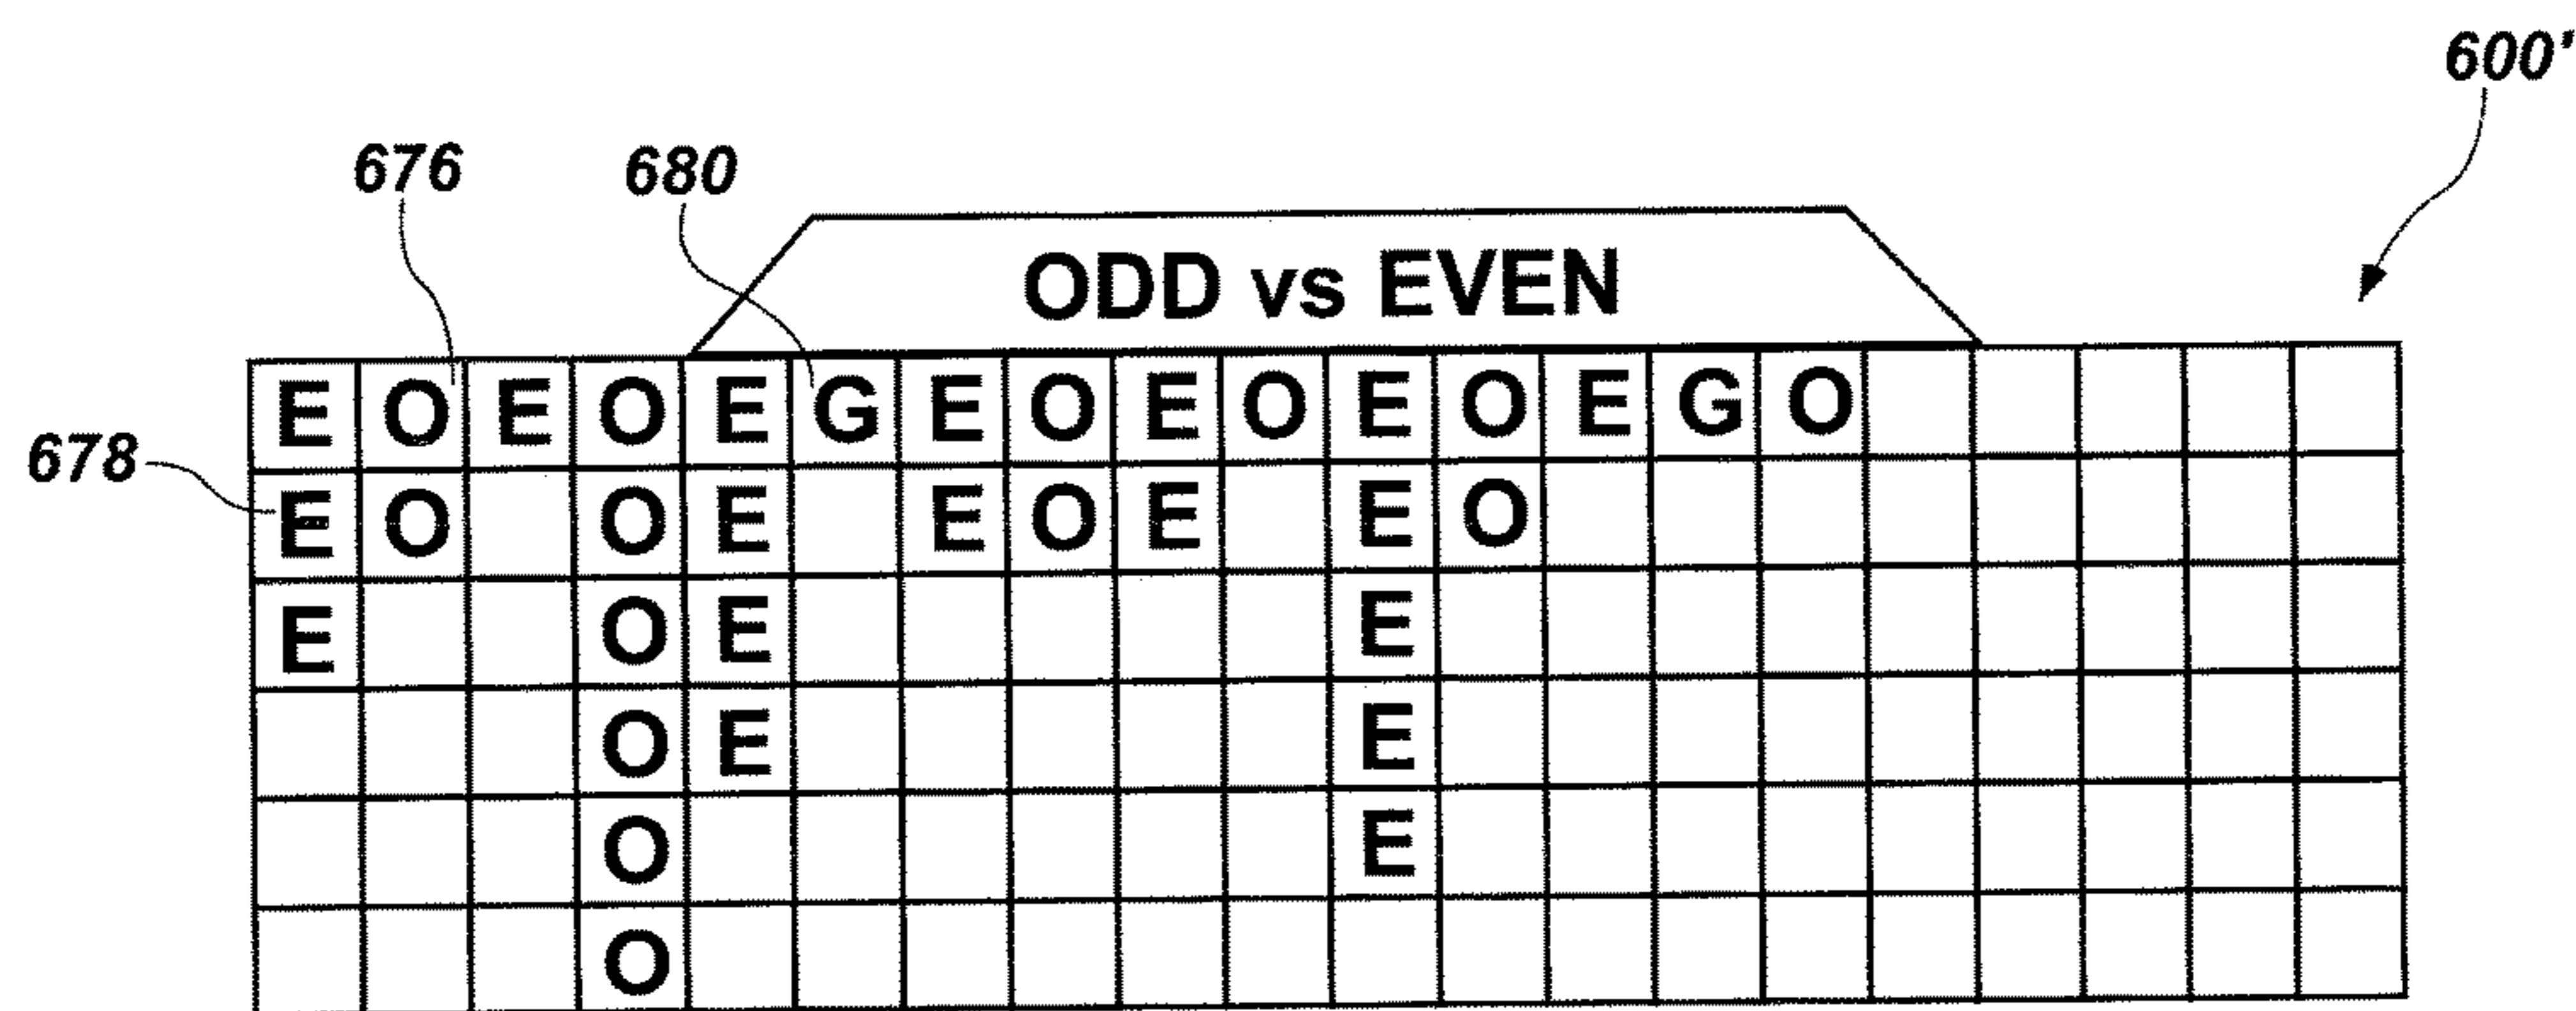 600'
676 680
ODD vs EVEN
E O E O E G E O E O E O E G O
678
E O O E E O E E O
E O E E
O E E
O E
O